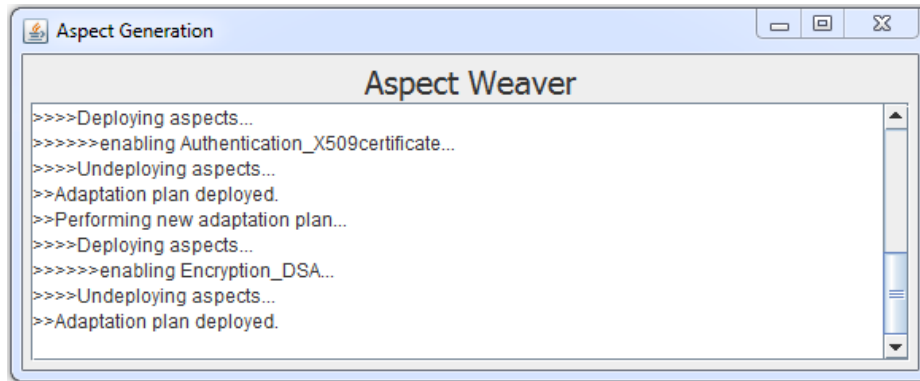 Aspect Generation
Aspect Weaver
>>>>Deploying aspects...
>>>>>>enabling Authentication_X509certificate...
>>>>Undeploying aspects...
>>Adaptation plan deployed.
>>Performing new adaptation plan...
>>>>Deploying aspects...
>>>>>>enabling Encryption_DSA...
>>>>Undeploying aspects...
>>Adaptation plan deployed.